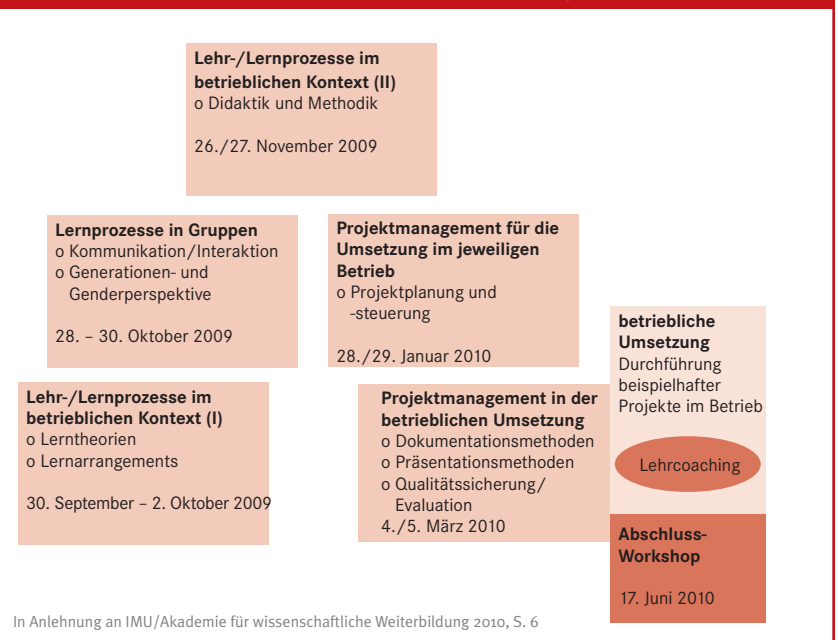 Lehr-/Lernprozesse im
betrieblichen Kontext (II)
o Didaktik und Methodik
26./27. November 2009
Lernprozesse in Gruppen
o Kommunikation/Interaktion
o Generationen- und
Genderperspektive
28. – 30. Oktober 2009
Projektmanagement für die
Umsetzung im jeweiligen
Betrieb
o Projektplanung und
-steuerung
28./29. Januar 2010
Lehr-/Lernprozesse im
betrieblichen Kontext (I)
o Lerntheorien
o Lernarrangements
30. September – 2. Oktober 2009
Projektmanagement in der
betrieblichen Umsetzung
o Dokumentationsmethoden
o Präsentationsmethoden
o Qualitätssicherung/
Evaluation
4./5. März 2010
betriebliche
Umsetzung
Durchführung
beispielhafter
Projekte im Betrieb
Lehrcoaching
Abschluss-
Workshop
17. Juni 2010
In Anlehnung an IMU/Akademie für wissenschaftliche Weiterbildung 2010, S. 6